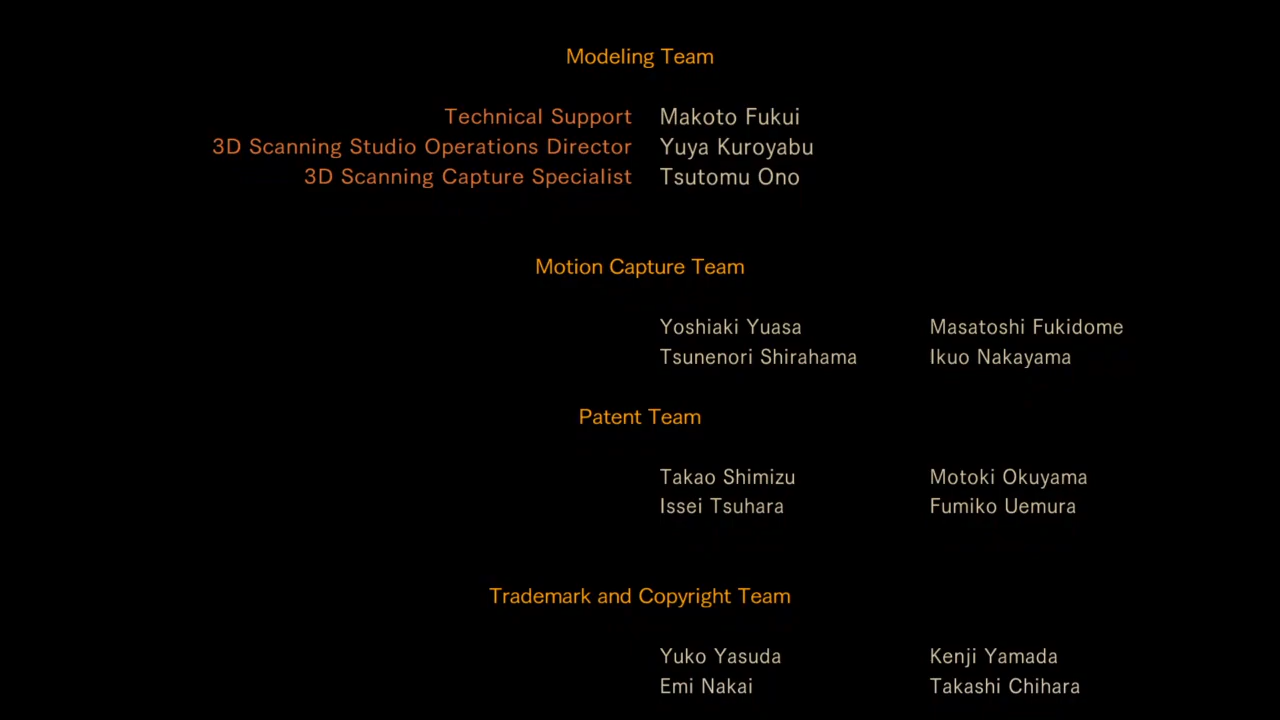 Modeling Team
Technical Support Makoto Fukui
3D Scanning Studio Operations Director Yuya Kuroyabu
3D Scanning Capture Specialist Tsutomu Ono
Motion Capture Team
Yoshiaki Yuasa Masatoshi Fukidome
Tsunenori Shirahama Ikuo Nakayama
Patent Team
Takao Shimizu Motoki Okuyama
Issei Tsuhara Fumiko Uemura
Trademark and Copyright Team
Yuko Yasuda Kenji Yamada
Emi Nakai Takashi Chihara